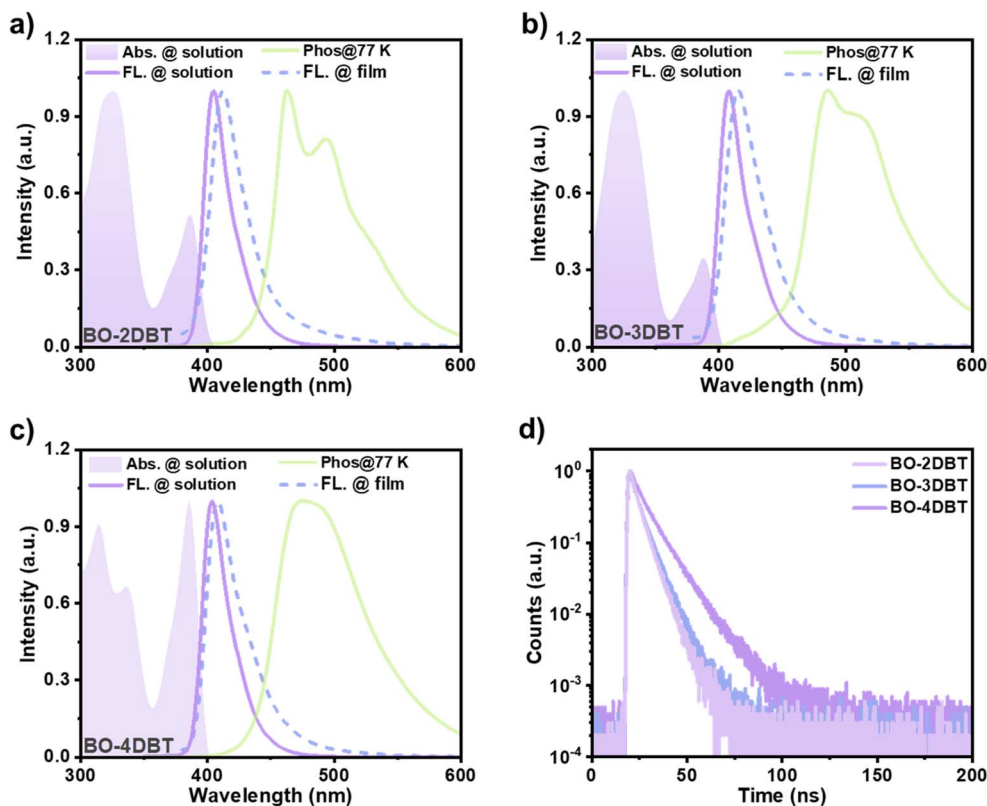 a)
1.2
Abs. @ solution
Phos@77 K
FL. @ solution
FL. @ film
0.9
0.6
0.3
0.0
Intensity (a.u.)
BO-2DBT
300 400 500 600
Wavelength (nm)
b)
1.2
Abs. @ solution
Phos@77 K
FL. @ solution
FL. @ film
0.9
0.6
0.3
0.0
Intensity (a.u.)
BO-3DBT
300 400 500 600
Wavelength (nm)
c)
1.2
Abs. @ solution
Phos@77 K
FL. @ solution
FL. @ film
0.9
0.6
0.3
0.0
Intensity (a.u.)
BO-4DBT
300 400 500 600
Wavelength (nm)
d)
BO-2DBT
BO-3DBT
BO-4DBT
10⁰
10⁻¹
10⁻²
10⁻³
10⁻⁴
Counts (a.u.)
0 50 100 150 200
Time (ns)